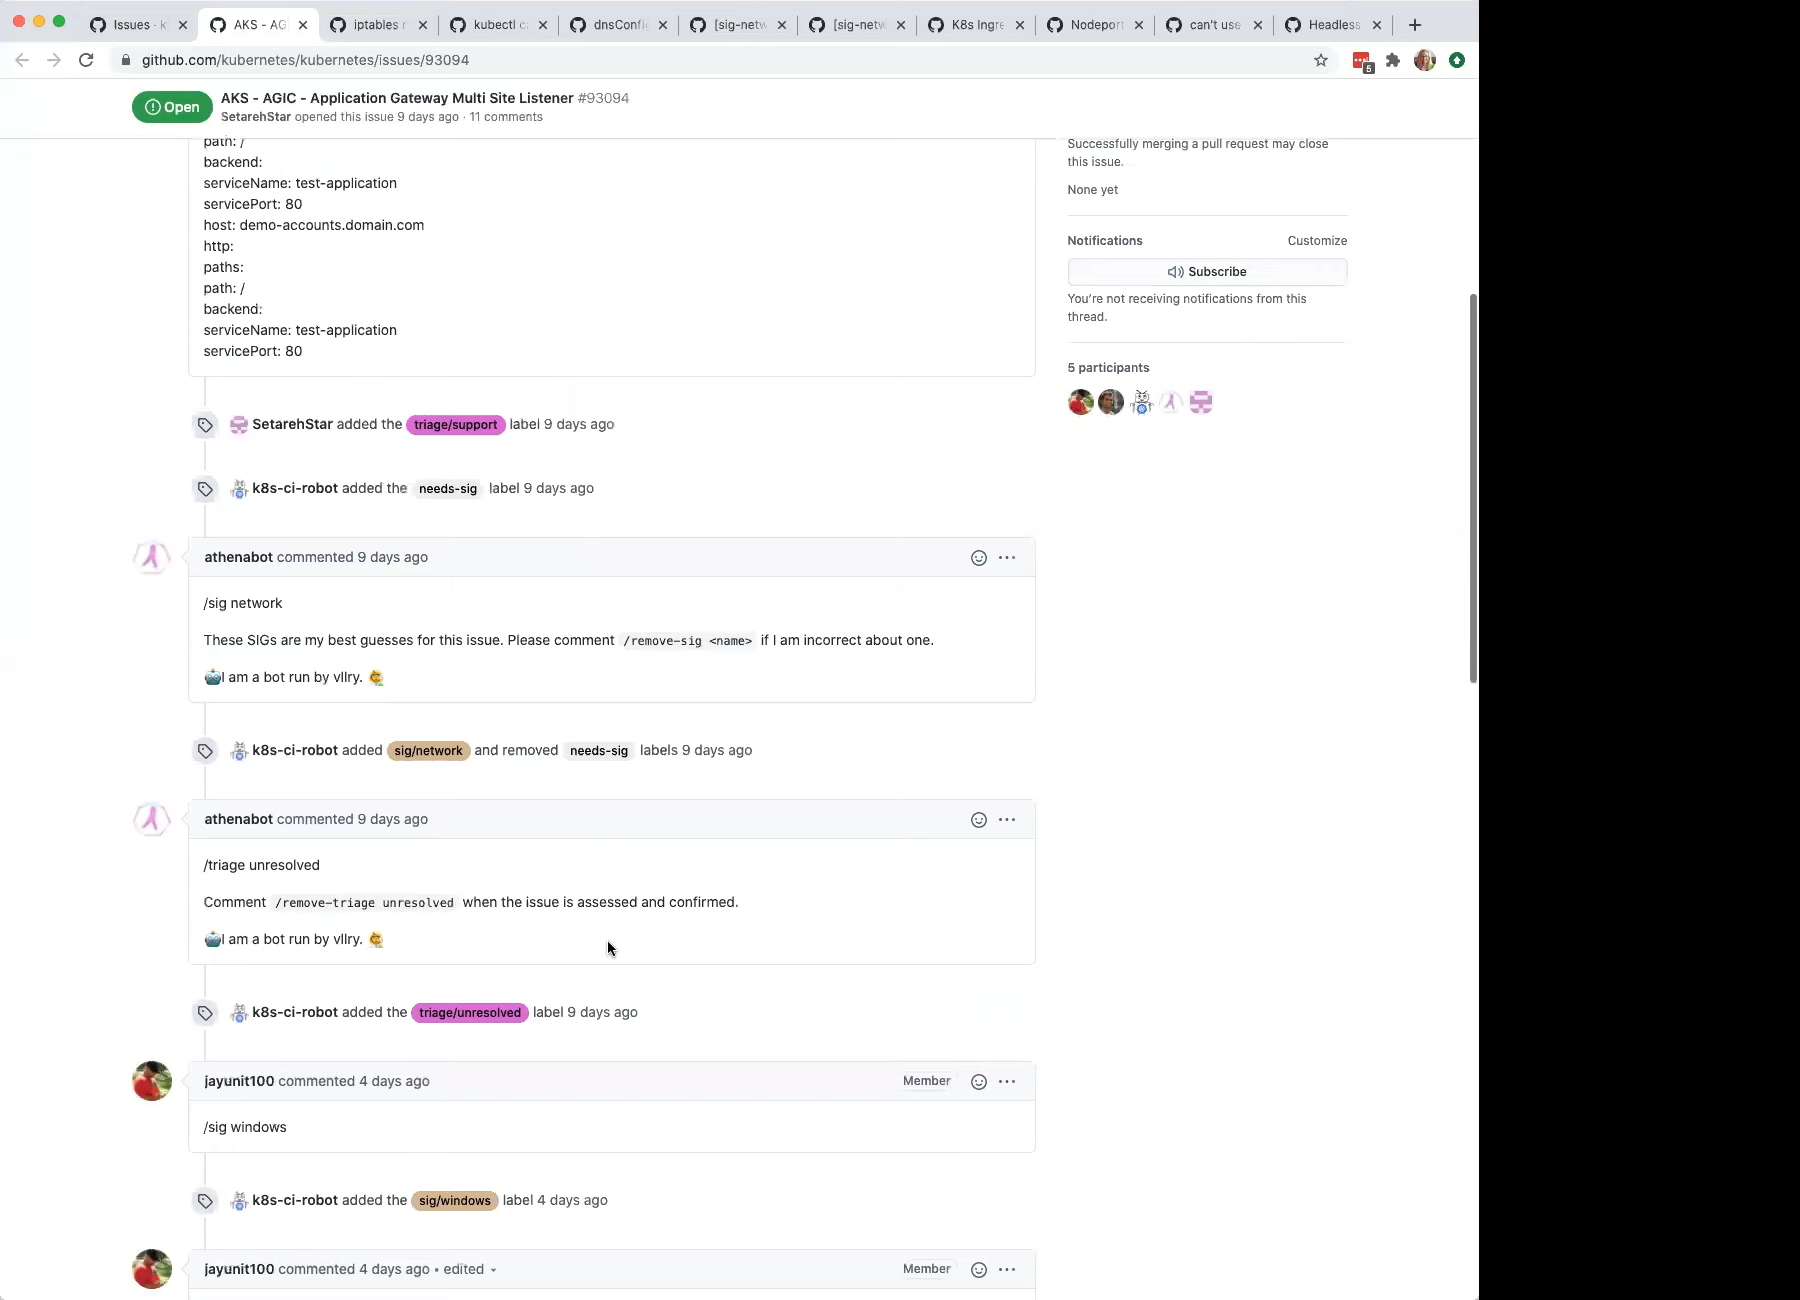 Issues · k
AKS - AG
iptables r
kubectl c
dnsConfi
[sig-netw
[sig-netw
K8s Ingre
Nodeport
can't use
Headless
github.com/kubernetes/kubernetes/issues/93094
6
Open
AKS - AGIC - Application Gateway Multi Site Listener #93094
SetarehStar opened this issue 9 days ago · 11 comments
path: /
backend:
serviceName: test-application
servicePort: 80
host: demo-accounts.domain.com
http:
paths:
path: /
backend:
serviceName: test-application
servicePort: 80
SetarehStar added the triage/support label 9 days ago
k8s-ci-robot added the needs-sig label 9 days ago
athenabot commented 9 days ago
/sig network
These SIGs are my best guesses for this issue. Please comment /remove-sig <name> if I am incorrect about one.
🤖I am a bot run by vllry. 👩‍🔬
k8s-ci-robot added sig/network and removed needs-sig labels 9 days ago
athenabot commented 9 days ago
/triage unresolved
Comment /remove-triage unresolved when the issue is assessed and confirmed.
🤖I am a bot run by vllry. 👩‍🔬
k8s-ci-robot added the triage/unresolved label 9 days ago
jayunit100 commented 4 days ago
Member
/sig windows
k8s-ci-robot added the sig/windows label 4 days ago
jayunit100 commented 4 days ago • edited
Member
Successfully merging a pull request may close
this issue.
None yet
Notifications
Customize
Subscribe
You're not receiving notifications from this
thread.
5 participants